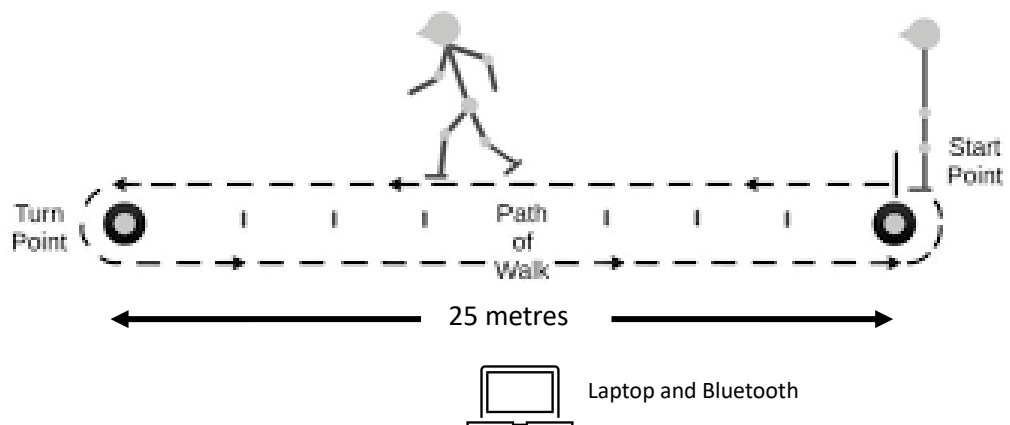 Start
Point
Turn
Point
Path
of
Walk
25 metres
Laptop and Bluetooth